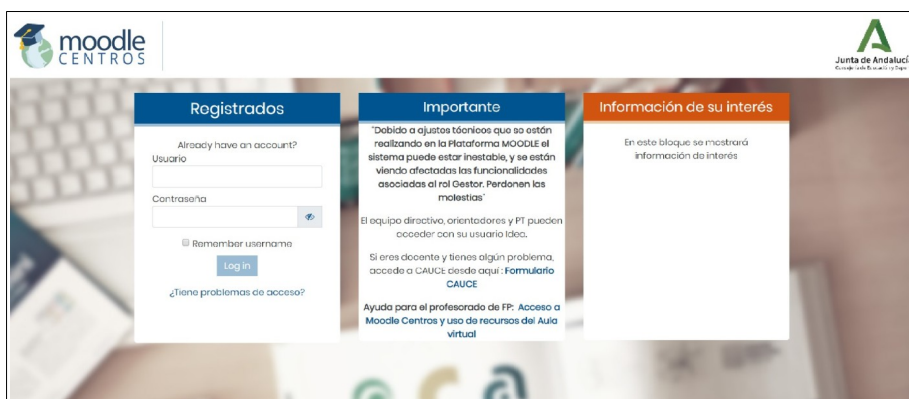 moodle
CENTROS
Junta de Andalucí
Consejería de Educación y Depor
Registrados
Already have an account?
Usuario
Contraseña
Remember username
Log in
¿Tiene problemas de acceso?
Importante
"Debido a ajustes técnicos que se están
realizando en la Plataforma MOODLE el
sistema puede estar inestable, y se están
viendo afectadas las funcionalidades
asociadas al rol Gestor. Perdonen las
molestias"
El equipo directivo, orientadores y PT pueden
acceder con su usuario Idea.
Si eres docente y tienes algún problema,
accede a CAUCE desde aquí : Formulario
CAUCE
Ayuda para el profesorado de FP: Acceso a
Moodle Centros y uso de recursos del Aula
virtual
Información de su interés
En este bloque se mostrará
información de interés